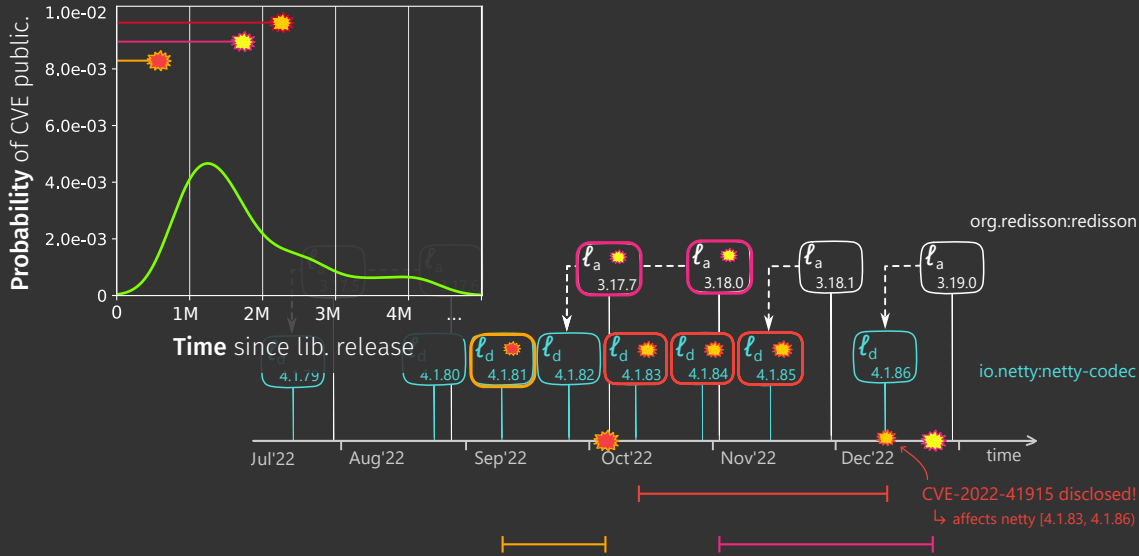 Probability of CVE public.
1.0e-02
8.0e-03
6.0e-03
4.0e-03
2.0e-03
0
0 1M 2M 3M 4M ...
Time since lib. release
org.redisson:redisson
ℓa
ℓa
ℓa 3.17.7
ℓa 3.18.0
ℓa 3.18.1
ℓa 3.19.0
4.1.79
ℓd 4.1.80
ℓd 4.1.81
ℓd 4.1.82
ℓd 4.1.83
ℓd 4.1.84
ℓd 4.1.85
ℓd 4.1.86
io.netty:netty-codec
Jul'22 Aug'22 Sep'22 Oct'22 Nov'22 Dec'22 time
CVE-2022-41915 disclosed!
↳ affects netty [4.1.83, 4.1.86)